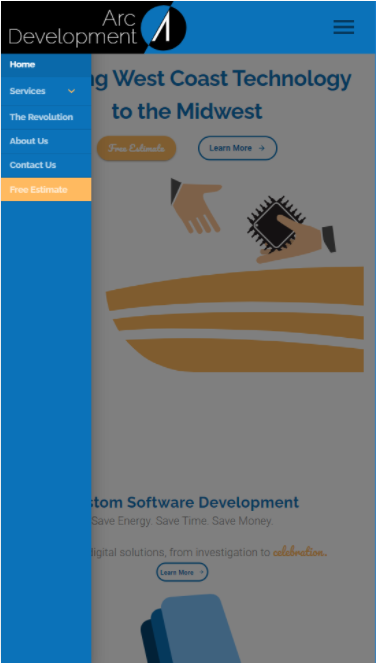 Arc
Development
Home
Services
The Revolution
About Us
Contact Us
Free Estimate
g West Coast Technology
to the Midwest
Free Estimate
Learn More
stom Software Development
Save Energy. Save Time. Save Money.
digital solutions, from investigation to celebration.
Learn More